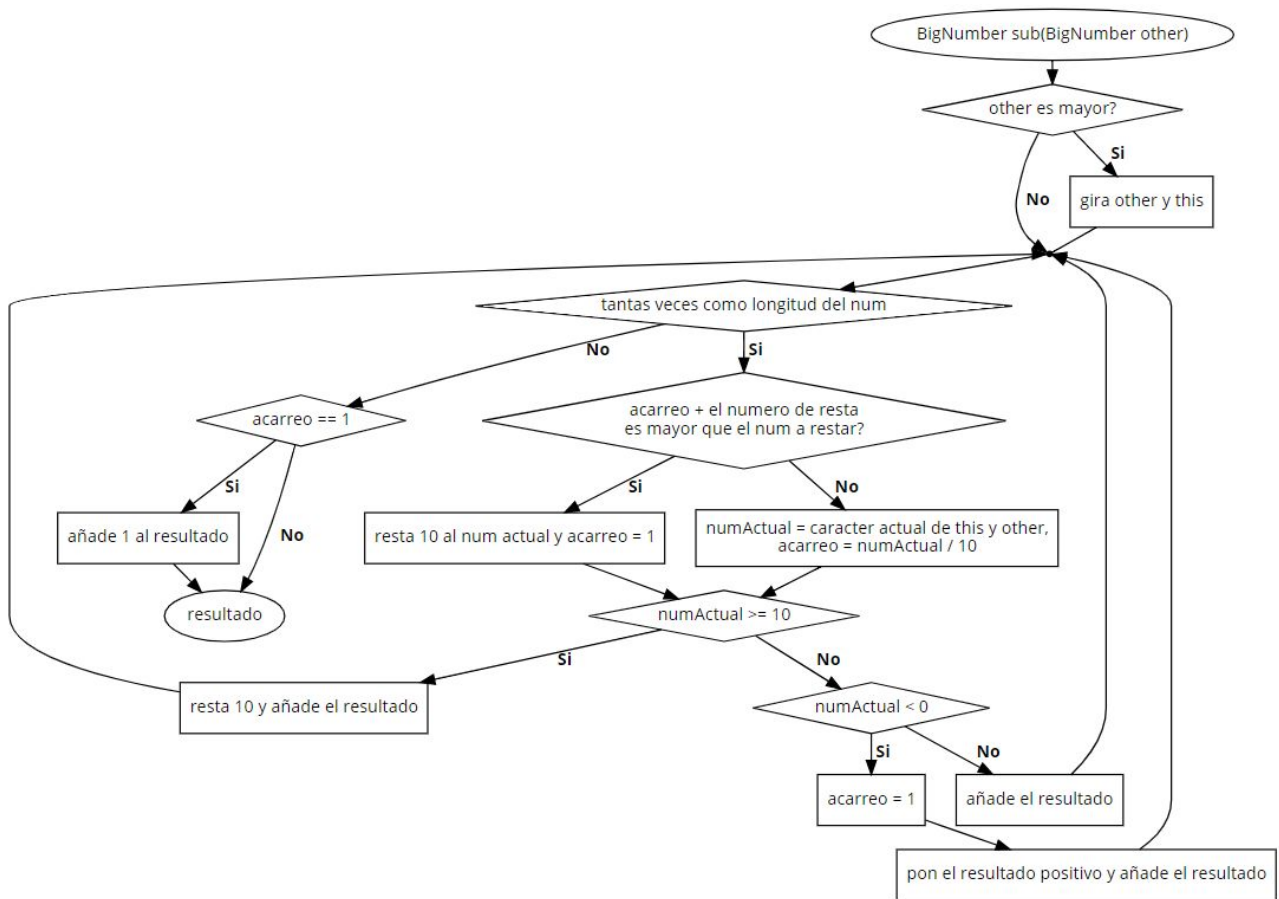 BigNumber sub(BigNumber other)
other es mayor?
Si
gira other y this
No
tantas veces como longitud del num
No
Si
acarreo == 1
acarreo + el numero de resta
es mayor que el num a restar?
Si
No
Si
No
añade 1 al resultado
resta 10 al num actual y acarreo = 1
numActual = caracter actual de this y other,
acarreo = numActual / 10
resultado
numActual >= 10
Si
No
resta 10 y añade el resultado
numActual < 0
Si
No
acarreo = 1
añade el resultado
pon el resultado positivo y añade el resultado